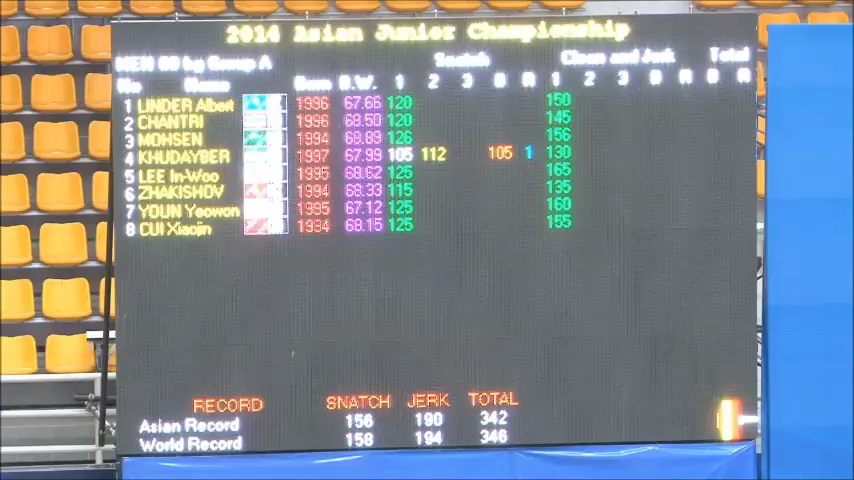 2014 Asian Junior Championship
MEN 69 kg Group A Snatch Clean and Jerk Total
No Name Born B.W. 1 2 3 B R 1 2 3 B R B R
1 LINDER Albert 1996 67.66 120 150
2 CHANTRI 1996 68.50 120 145
3 MOHSEN 1994 68.89 126 156
4 KHUDAYBER 1997 67.99 105 112 105 1 130
5 LEE In-Woo 1995 68.62 125 165
6 ZHAKISHOV 1994 68.33 115 135
7 YOUN Yeowon 1995 67.12 125 160
8 CUI Xiaojin 1994 68.15 125 155
RECORD SNATCH JERK TOTAL
Asian Record 156 190 342
World Record 158 194 346